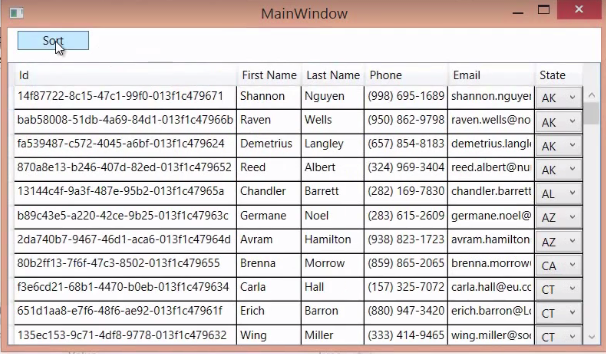 MainWindow
Sort
Id First Name Last Name Phone Email State
14f87722-8c15-47c1-99f0-013f1c479671 Shannon Nguyen (998) 695-1689 shannon.nguyen AK
bab58008-51db-4a69-84d1-013f1c47966b Raven Wells (950) 862-9798 raven.wells@no AK
fa539487-c572-4045-a6bf-013f1c479624 Demetrius Langley (657) 854-8183 demetrius.langl AK
870a8e13-b246-407d-82ed-013f1c479652 Reed Albert (324) 969-3404 reed.albert@nu AK
13144c4f-9a3f-487e-95b2-013f1c47965a Chandler Barrett (282) 169-7830 chandler.barrett AL
b89c43e5-a220-42ce-9b25-013f1c47963c Germane Noel (283) 615-2609 germane.noel@ AZ
2da740b7-9467-46d1-aca6-013f1c47964d Avram Hamilton (938) 823-1723 avram.hamilton AZ
80b2ff13-7f6f-47c3-8502-013f1c479655 Brenna Morrow (859) 865-2065 brenna.morrow CA
f3e6cd21-68b1-4470-b0eb-013f1c479634 Carla Hall (157) 325-7072 carla.hall@eu.cc CT
651d1aa8-e7f6-48f6-ae92-013f1c47961f Erich Barron (880) 947-3420 erich.barron@L CT
135ec153-9c71-4df8-9778-013f1c479632 Wing Miller (333) 414-9465 wing.miller@so CT